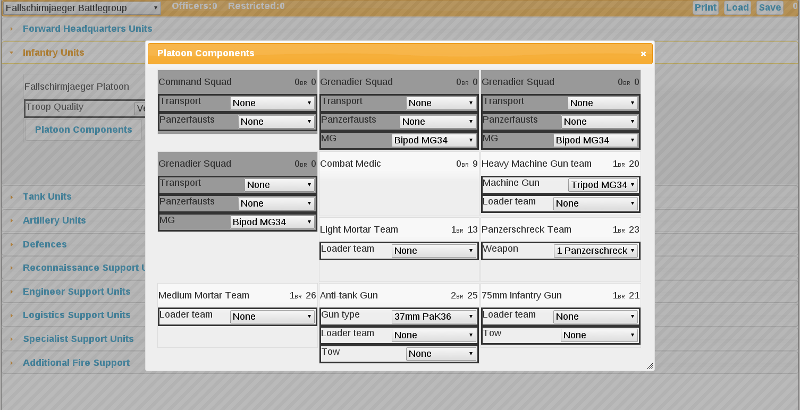 Fallschirmjaeger Battlegroup Officers:0 Restricted:0 Print Load Save 0
Forward Headquarters Units
Infantry Units
Fallschirmjaeger Platoon
Troop Quality
Platoon Components
Tank Units
Artillery Units
Defences
Reconnaissance Support U
Engineer Support Units
Logistics Support Units
Specialist Support Units
Additional Fire Support
Platoon Components
Command Squad 0BR 0
Transport None
Panzerfausts None
Grenadier Squad 0BR 0
Transport None
Panzerfausts None
MG Bipod MG34
Grenadier Squad 0BR 0
Transport None
Panzerfausts None
MG Bipod MG34
Grenadier Squad 0BR 0
Transport None
Panzerfausts None
MG Bipod MG34
Combat Medic 0BR 9
Heavy Machine Gun team 1BR 20
Machine Gun Tripod MG34
Loader team None
Light Mortar Team 1BR 13
Loader team None
Panzerschreck Team 1BR 23
Weapon 1 Panzerschreck
Medium Mortar Team 1BR 26
Loader team None
Anti tank Gun 2BR 25
Gun type 37mm PaK36
Loader team None
Tow None
75mm Infantry Gun 1BR 21
Loader team None
Tow None